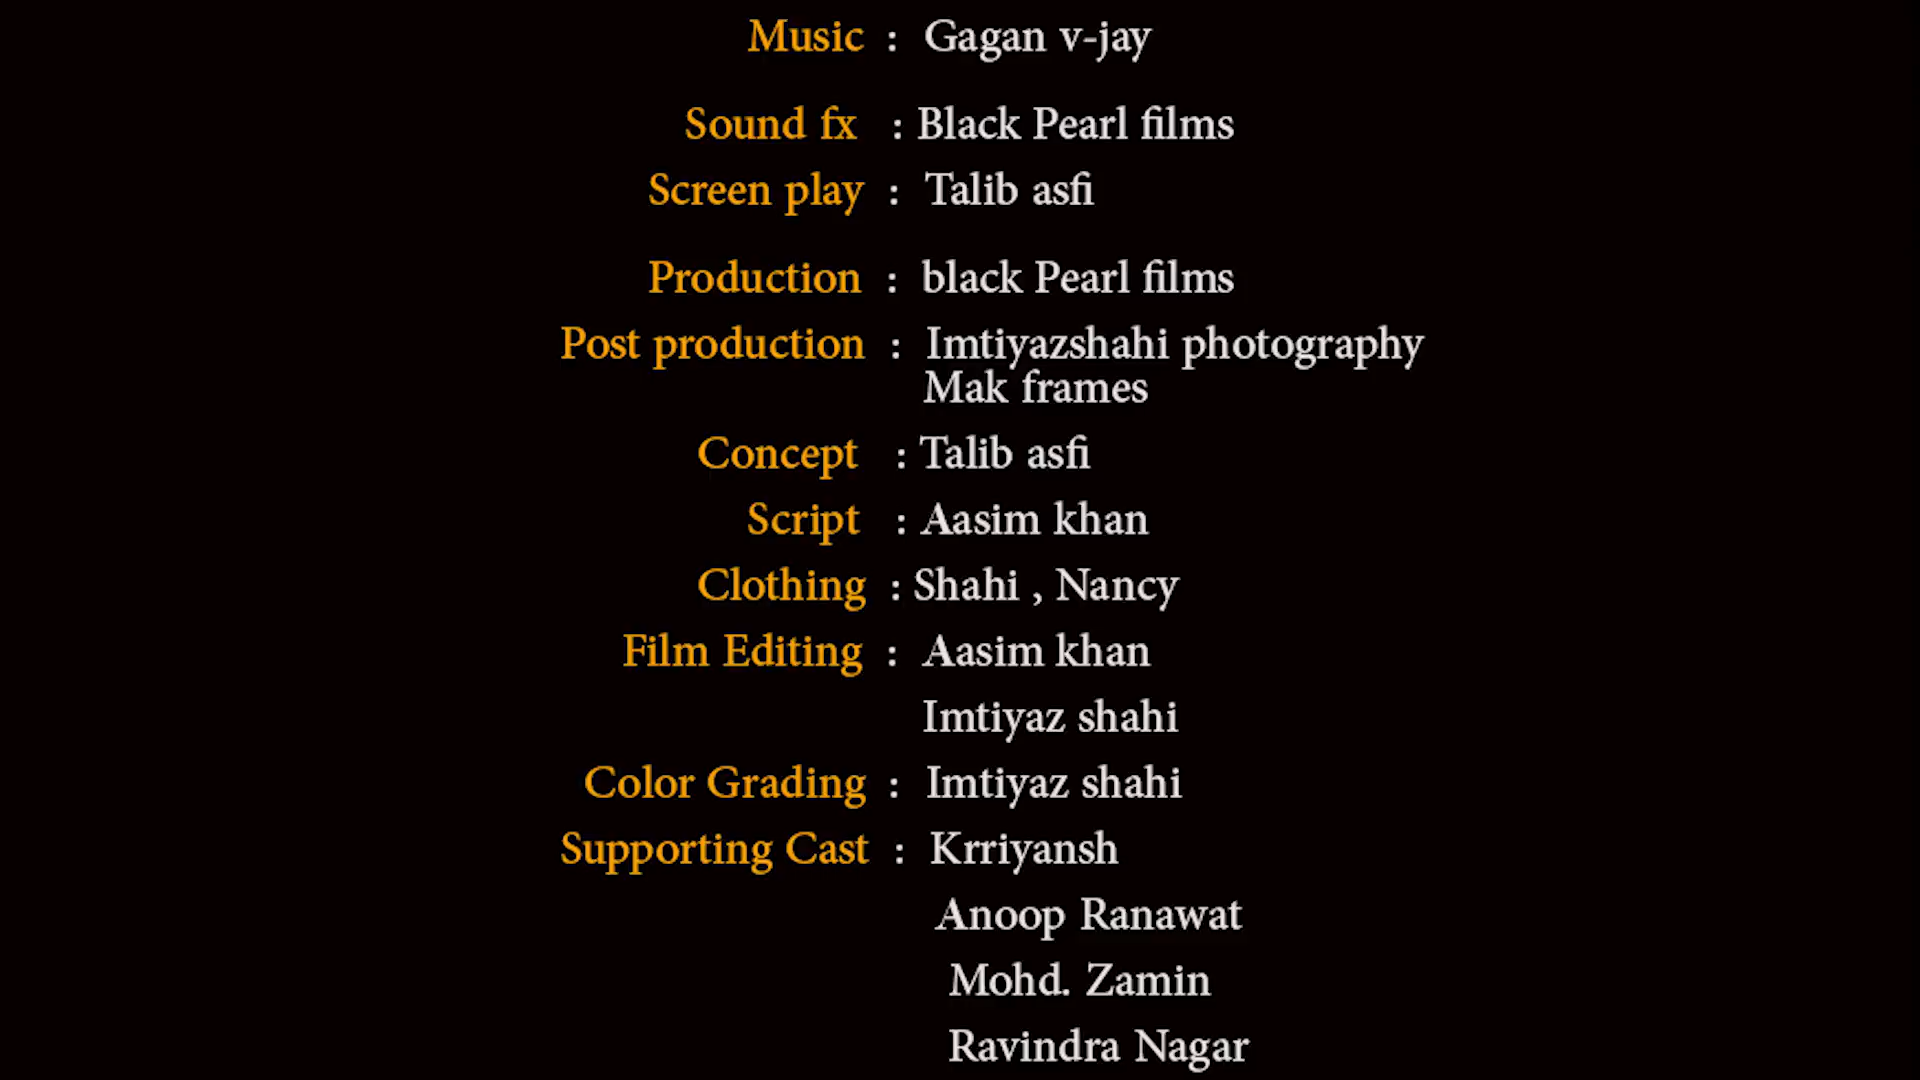 Music : Gagan v-jay
Sound fx : Black Pearl films
Screen play : Talib asfi
Production : black Pearl films
Post production : Imtiyazshahi photography
Mak frames
Concept : Talib asfi
Script : Aasim khan
Clothing : Shahi , Nancy
Film Editing : Aasim khan
Imtiyaz shahi
Color Grading : Imtiyaz shahi
Supporting Cast : Krriyansh
Anoop Ranawat
Mohd. Zamin
Ravindra Nagar